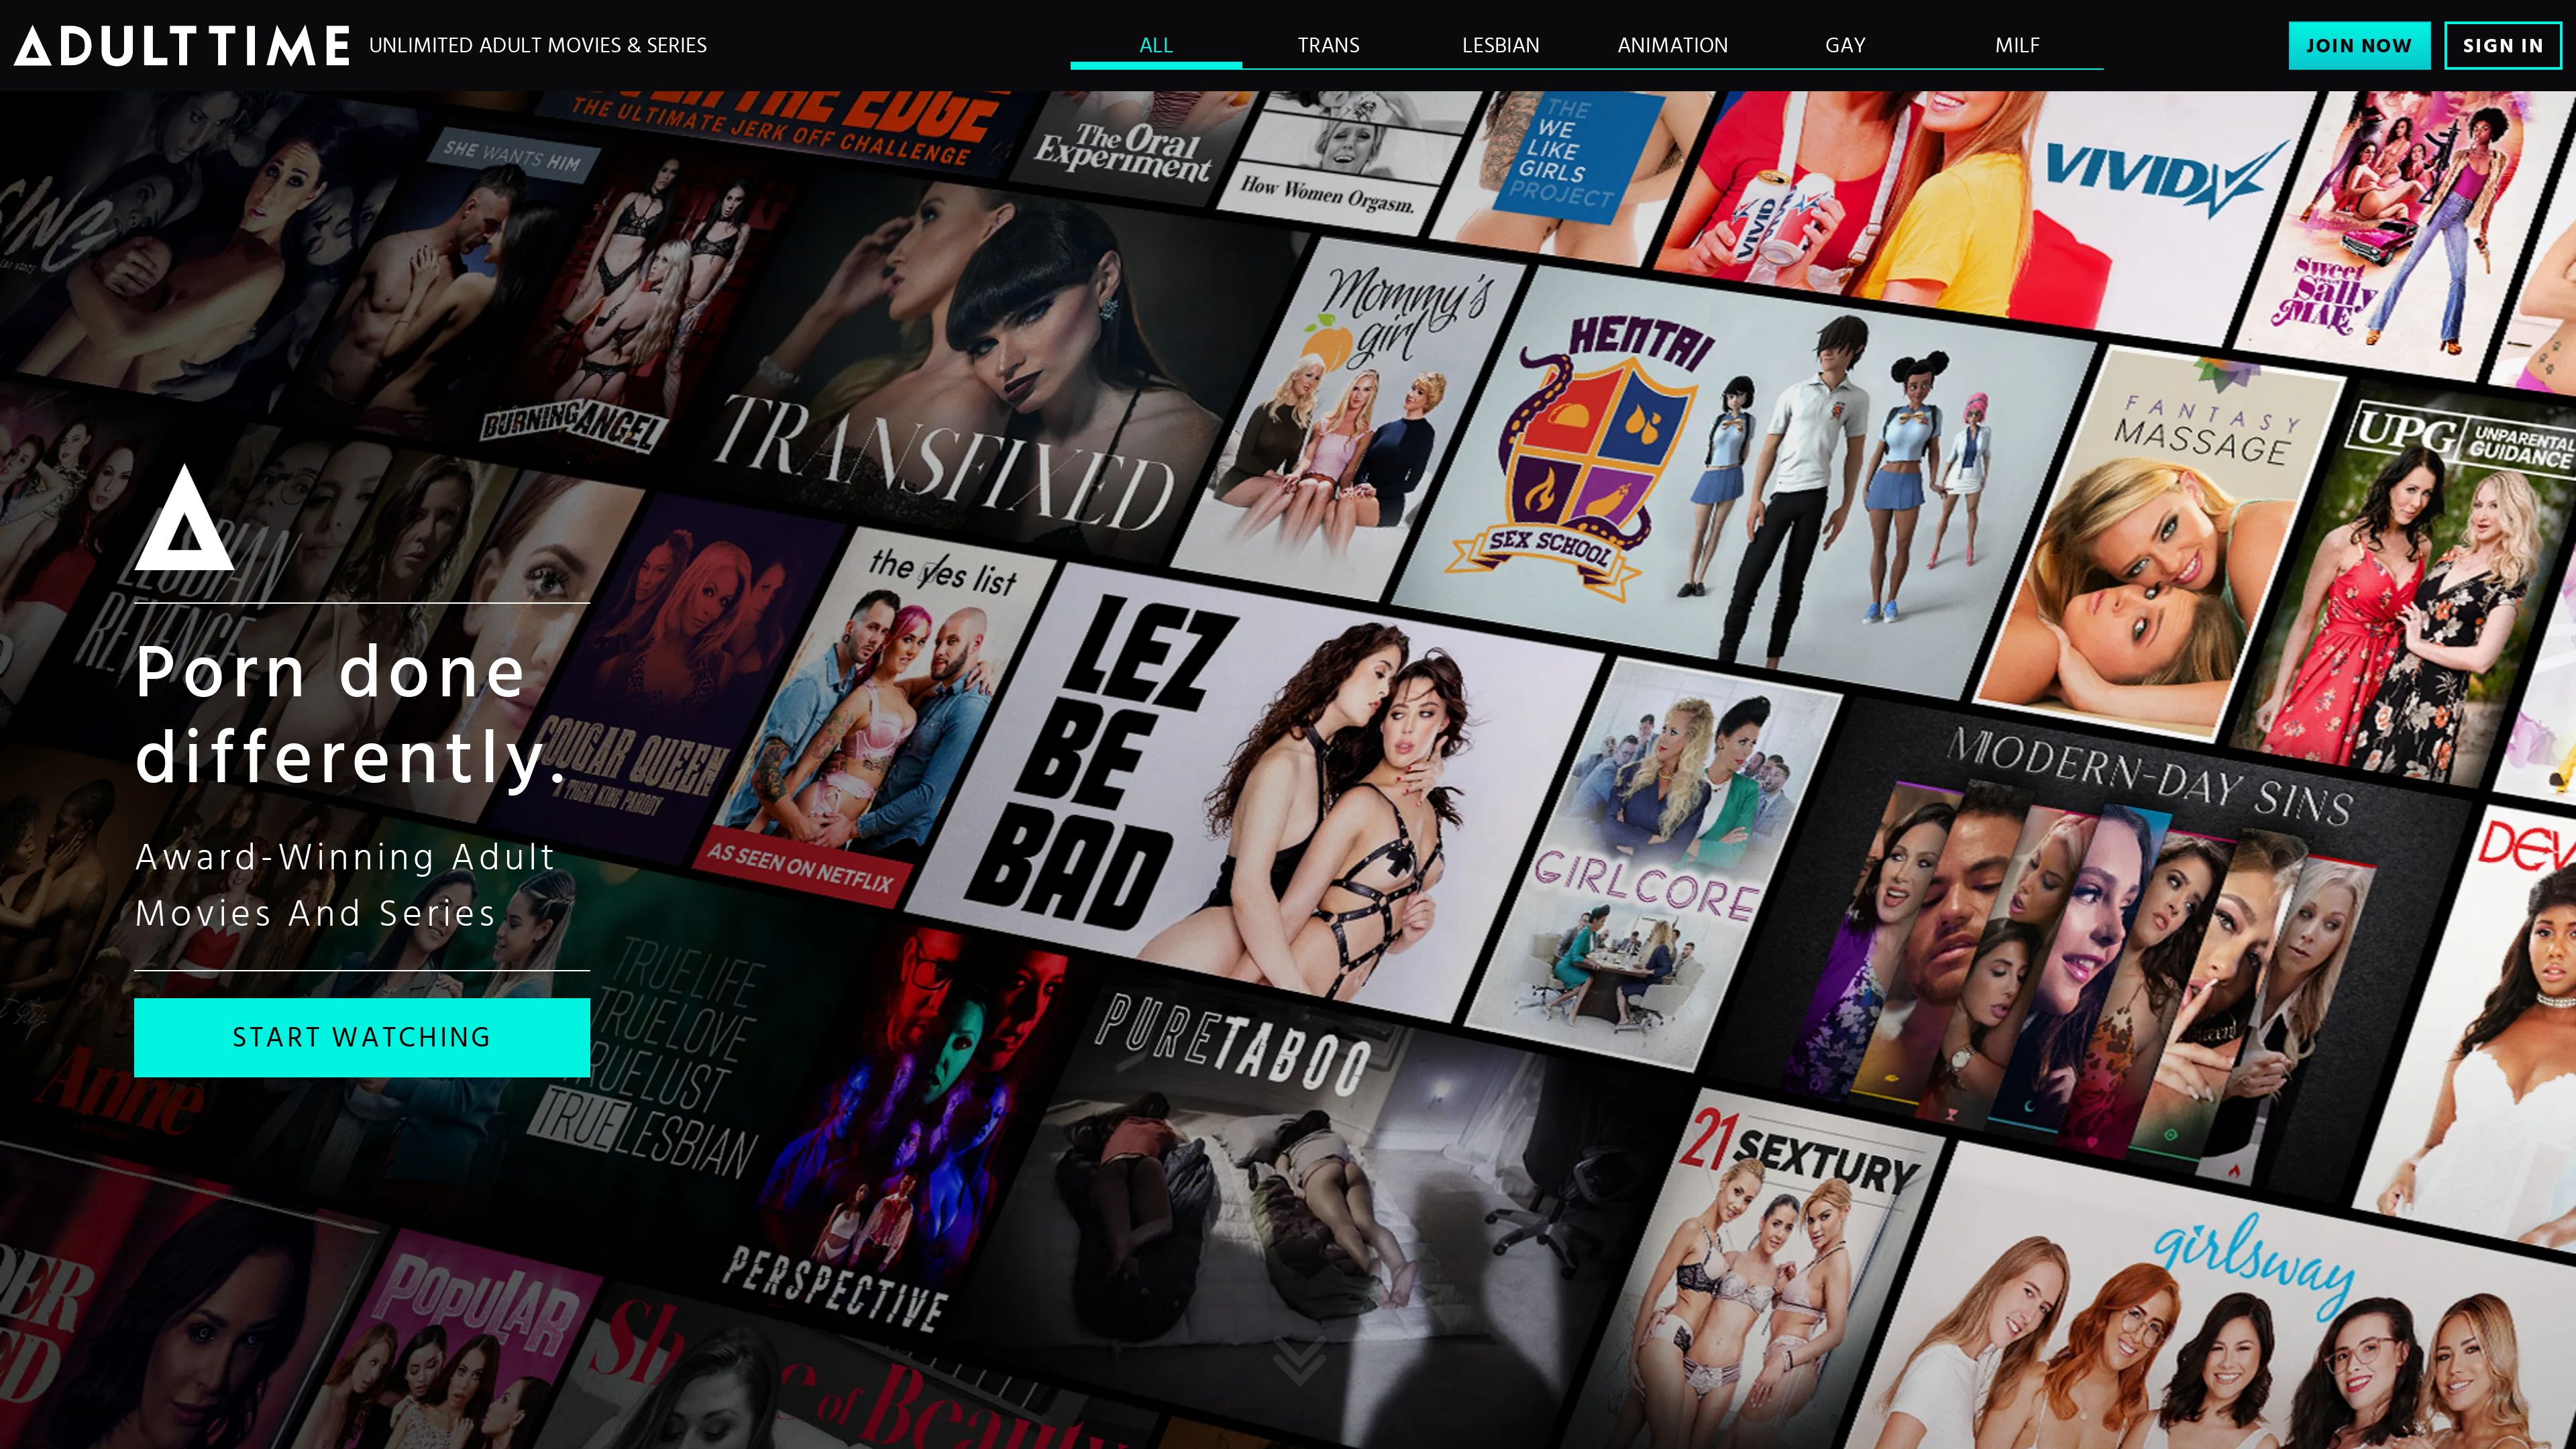 ADULT TIME
UNLIMITED ADULT MOVIES & SERIES
ALL
TRANS
LESBIAN
ANIMATION
GAY
MILF
JOIN NOW
SIGN IN
THE EDGE
THE ULTIMATE JERK OFF CHALLENGE
The Oral
Experiment
How Women Orgasm.
THE
WE
LIKE
GIRLS
PROJECT
VIVID
VIVID
Sweet
Sally
MAE
SHE WANTS HIM
BURNING ANGEL
TRANSFIXED
Mommy's
girl
HENTAI
SEX SCHOOL
FANTASY
MASSAGE
UPG
UNPARENTAL
GUIDANCE
LESBIAN
REVENGE
Porn done
differently.
Award-Winning Adult
Movies And Series
START WATCHING
COUGAR QUEEN
A TIGER KING PARODY
the yes list
AS SEEN ON NETFLIX
LEZ
BE
BAD
GIRLCORE
MODERN-DAY SINS
Anne
TRUELIFE
TRUELOVE
TRUELUST
TRUELESBIAN
PERSPECTIVE
PURETABOO
21 SEXTURY
girlsway
POPULAR
of Beauty